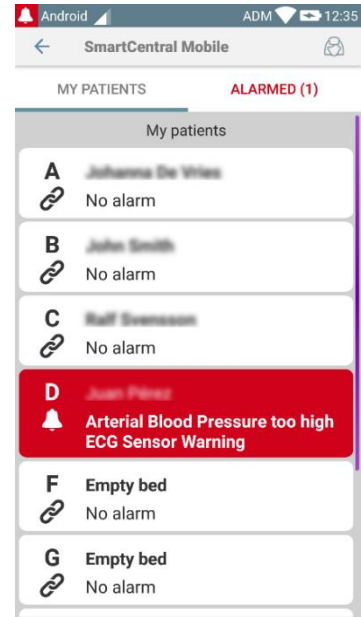 Android ADM 12:35
SmartCentral Mobile
MY PATIENTS ALARMED (1)
My patients
A
No alarm
B
No alarm
C
No alarm
D
Arterial Blood Pressure too high
ECG Sensor Warning
F Empty bed
No alarm
G Empty bed
No alarm